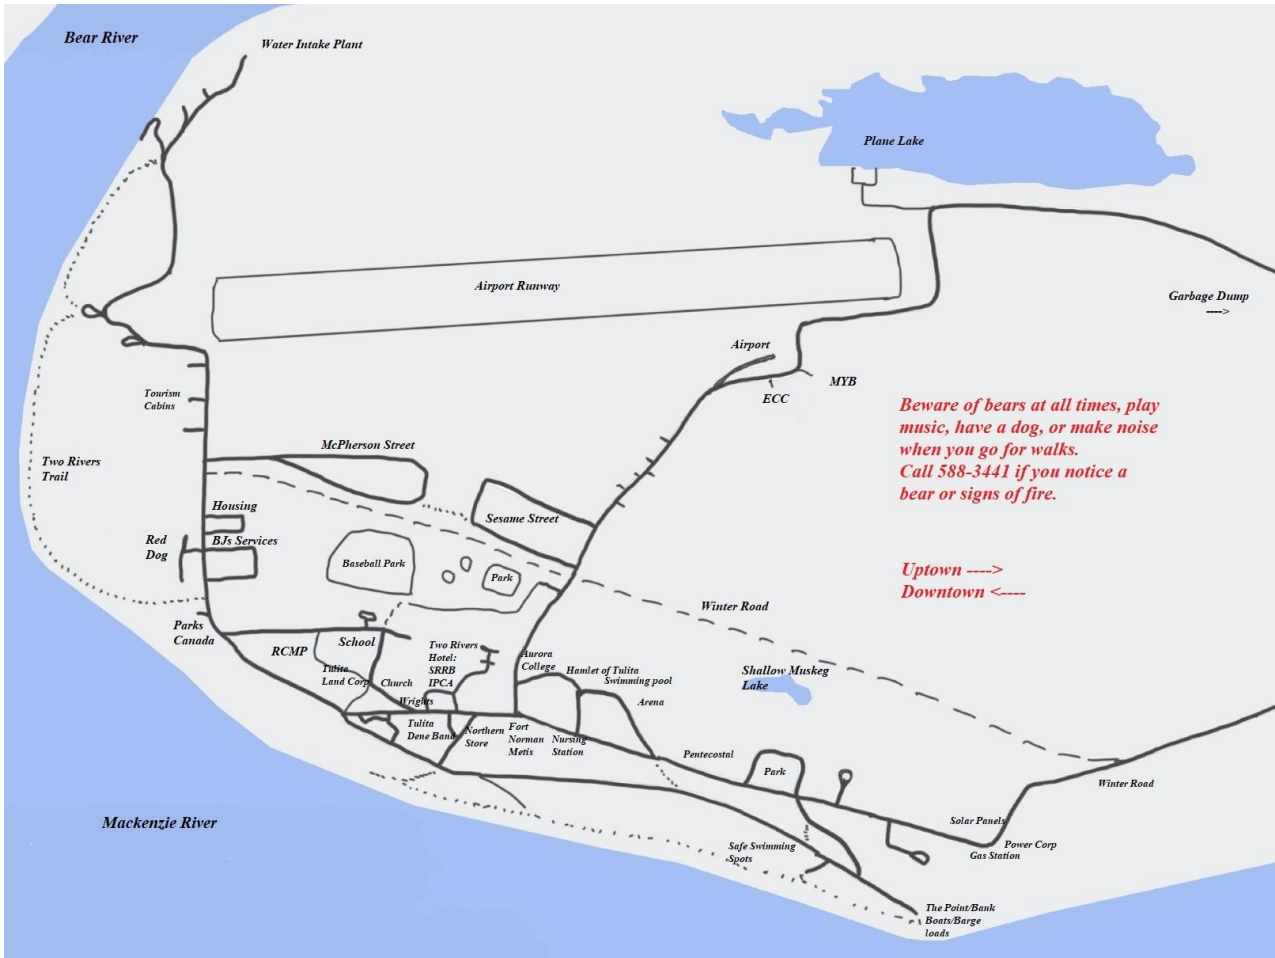 Bear River
Water Intake Plant
Plane Lake
Airport Runway
Garbage Dump
---->
Airport
MYB
ECC
Tourism
Cabins
Beware of bears at all times, play
music, have a dog, or make noise
when you go for walks.
Call 588-3441 if you notice a
bear or signs of fire.
McPherson Street
Two Rivers
Trail
Housing
Sesame Street
Red
Dog
BJs Services
Baseball Park
Park
Uptown ---->
Downtown <----
Winter Road
Parks
Canada
RCMP
School
Two Rivers
Hotel:
SRRB
IPCA
Aurora
College
Tulita
Land Corp
Church
Hamlet of Tulita
Swimming pool
Shallow Muskeg
Lake
Wrights
Arena
Tulita
Dene Band
Northern
Store
Fort
Norman
Metis
Nursing
Station
Pentecostal
Park
Winter Road
Mackenzie River
Solar Panels
Power Corp
Gas Station
Safe Swimming
Spots
The Point/Bank
Boats/Barge
loads